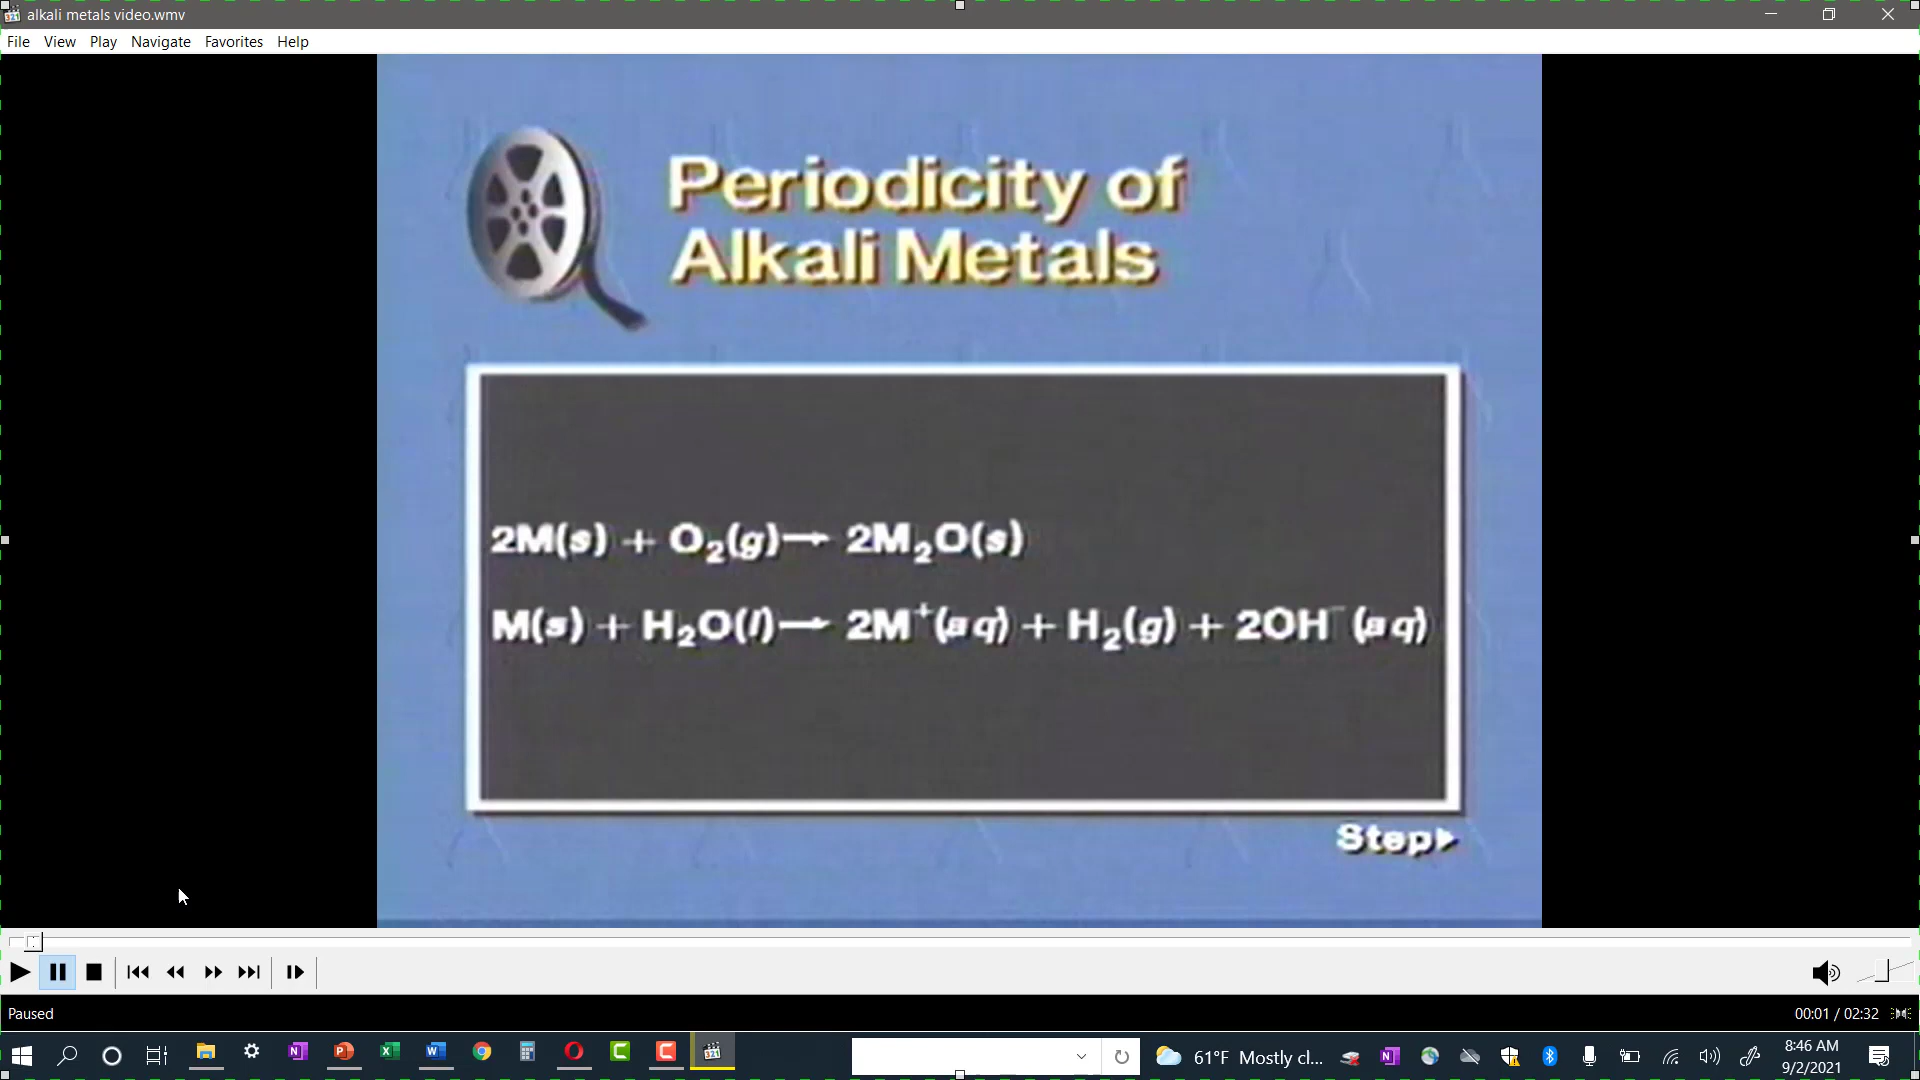 alkali metals video.wmv
File View Play Navigate Favorites Help
Periodicity of
Alkali Metals
2M(s) + O₂(g)→ 2M₂O(s)
M(s) + H₂O(l)→ 2M⁺(aq) + H₂(g) + 2OH⁻(aq)
Step▸
Paused
00:01 / 02:32
61°F Mostly cl...
8:46 AM
9/2/2021